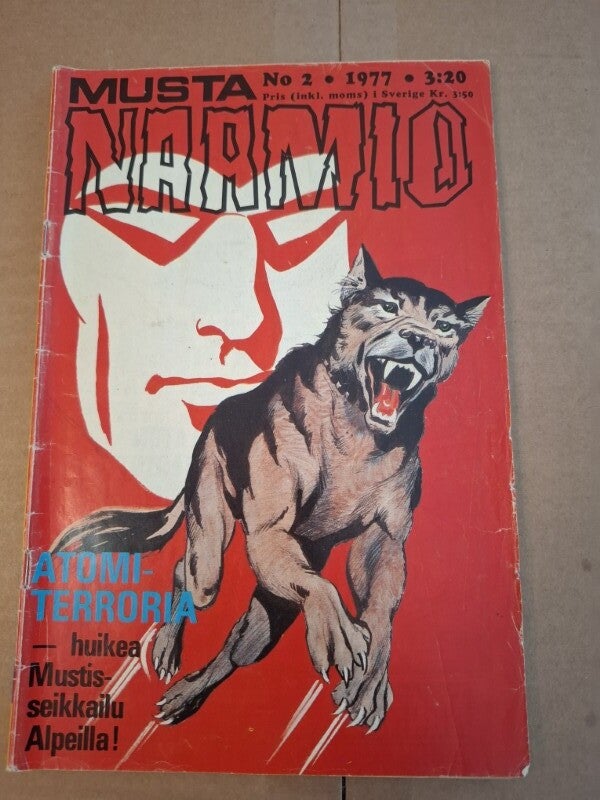 MUSTA
No 2 • 1977 • 3:20
Pris (inkl. moms) i Sverige Kr. 3:50
NAAMIO
ATOMI-
TERRORIA
— huikea
Mustis-
seikkailu
Alpeilla!